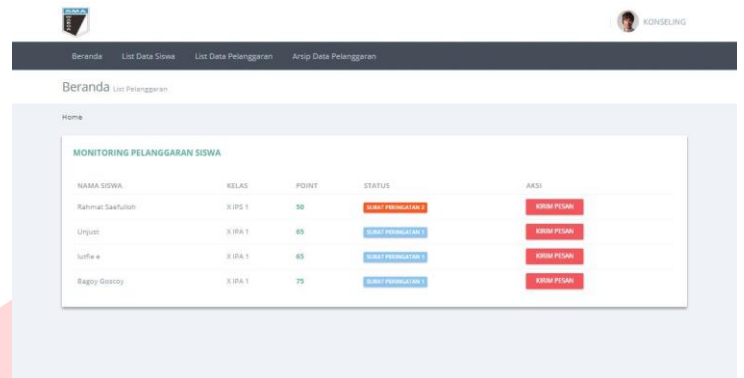 SMA
KONSELING
Beranda List Data Siswa List Data Pelanggaran Arsip Data Pelanggaran
Beranda List Pelanggaran
Home
MONITORING PELANGGARAN SISWA
NAMA SISWA KELAS POINT STATUS AKSI
Rahmat Saefulloh X IPS 1 50 SURAT PERINGATAN 2 KIRIM PESAN
Unjust X IPA 1 65 SURAT PERINGATAN 1 KIRIM PESAN
lutfie e X IPA 1 65 SURAT PERINGATAN 1 KIRIM PESAN
Bagoy Goscoy X IPA 1 75 SURAT PERINGATAN 1 KIRIM PESAN